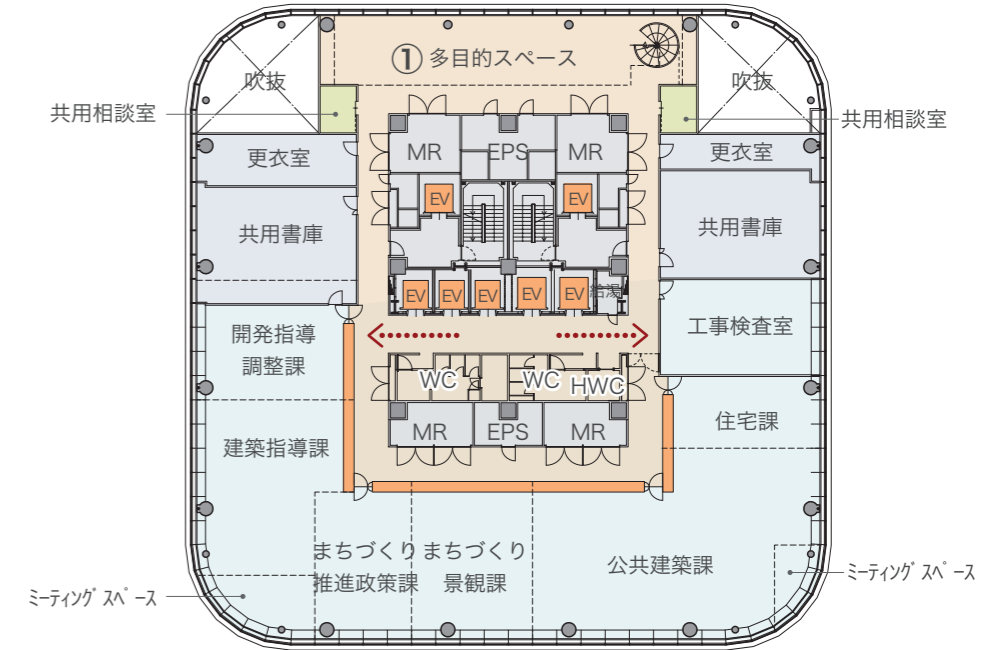 ① 多目的スペース
吹抜
吹抜
共用相談室
共用相談室
MR
EPS
MR
更衣室
更衣室
EV
EV
共用書庫
共用書庫
EV
EV
EV
EV
EV
給湯
開発指導
調整課
工事検査室
WC
WC
HWC
住宅課
MR
EPS
MR
建築指導課
まちづくり
推進政策課
まちづくり
景観課
公共建築課
ミーティングスペース
ミーティングスペース